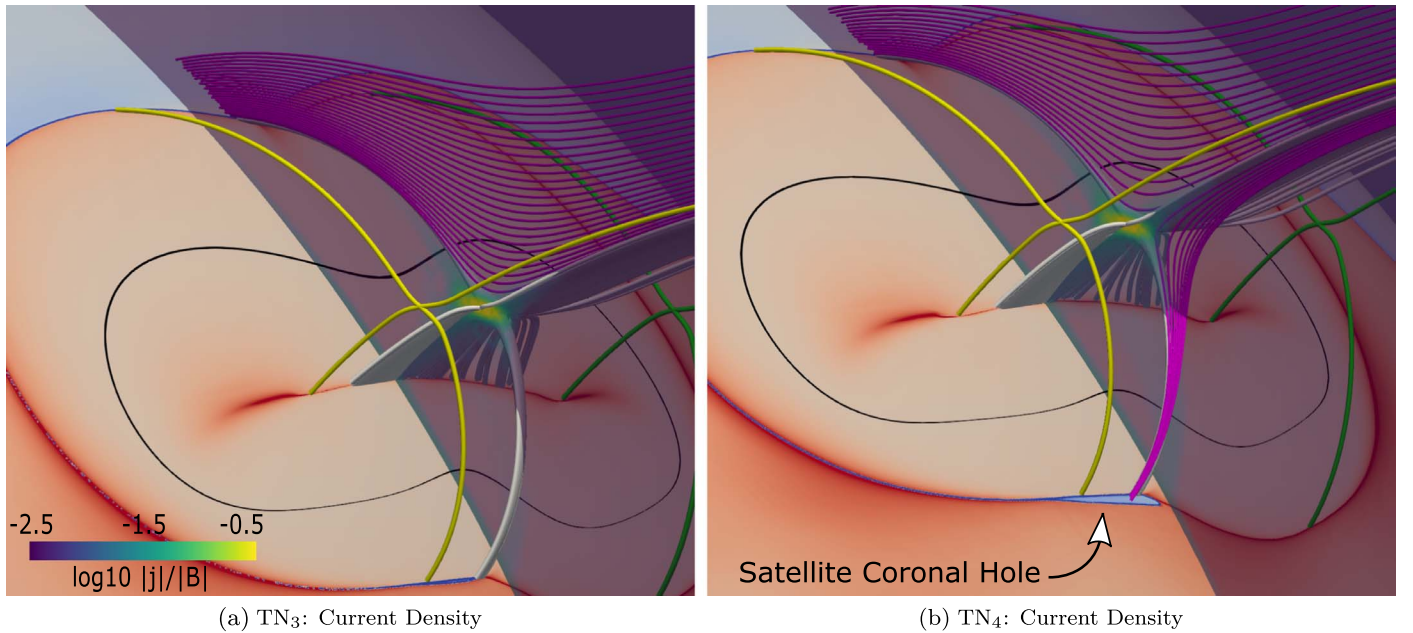 -2.5 -1.5 -0.5
log10 |j|/|B|
Satellite Coronal Hole
(a) TN₃: Current Density
(b) TN₄: Current Density